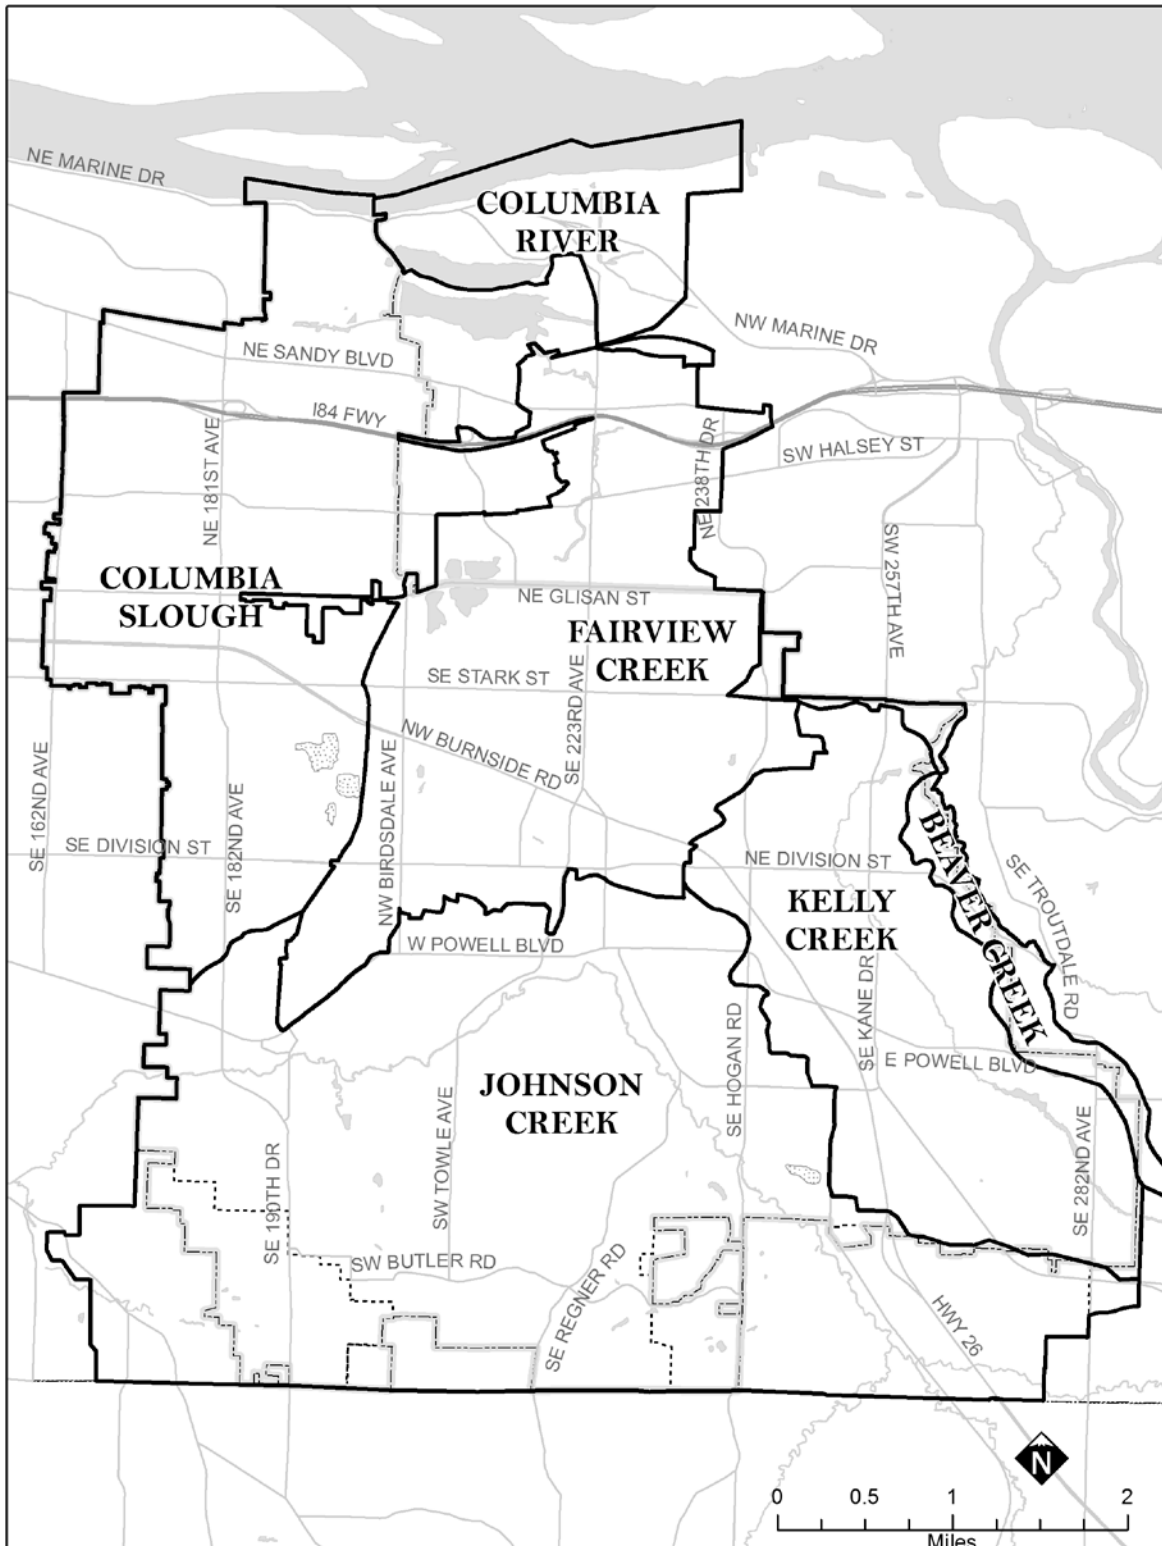 NE MARINE DR
COLUMBIA
RIVER
NW MARINE DR
NE SANDY BLVD
I84 FWY
NE 181ST AVE
NE 238TH DR
SW HALSEY ST
SW 257TH AVE
COLUMBIA
SLOUGH
NE GLISAN ST
FAIRVIEW
CREEK
SE STARK ST
SE 223RD AVE
NW BURNSIDE RD
SE 162ND AVE
SE 182ND AVE
NW BIRDSDALE AVE
SE DIVISION ST
NE DIVISION ST
BEAVER CREEK
SE TROUTDALE RD
KELLY
CREEK
W POWELL BLVD
SE HOGAN RD
SE KANE DR
E POWELL BLVD
JOHNSON
CREEK
SW TOWLE AVE
SE 190TH DR
SE 282ND AVE
SW BUTLER RD
SE REGNER RD
HWY 26
N
0 0.5 1 2
Miles